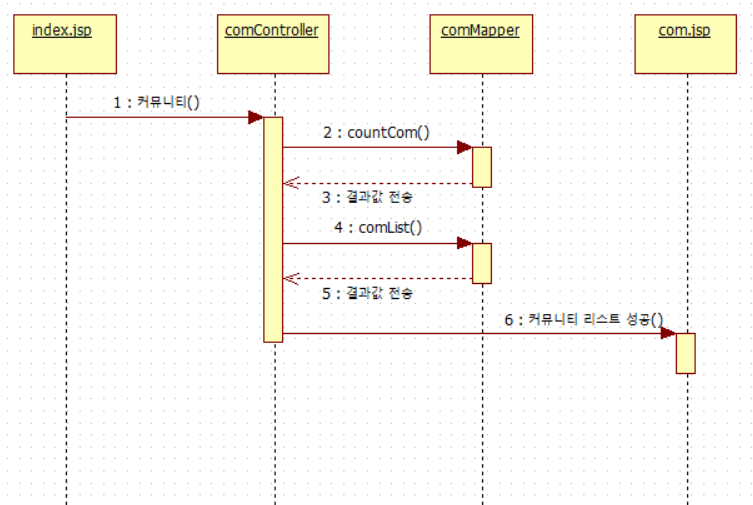 index.jsp
comController
comMapper
com.jsp
1 : 커뮤니티()
2 : countCom()
3 : 결과값 전송
4 : comList()
5 : 결과값 전송
6 : 커뮤니티 리스트 성공()